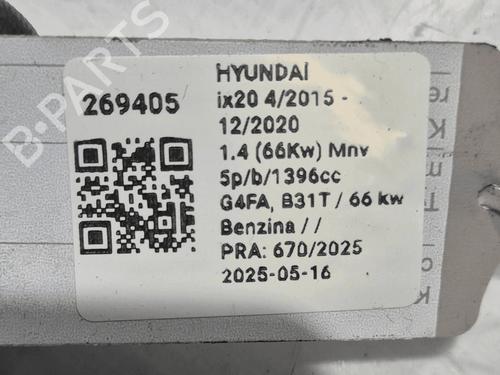 269405
HYUNDAI
ix20 4/2015 -
12/2020
1.4 (66Kw) Mnv
5p/b/1396cc
G4FA, B31T / 66 kw
Benzina / /
PRA: 670/2025
2025-05-16
B-PARTS